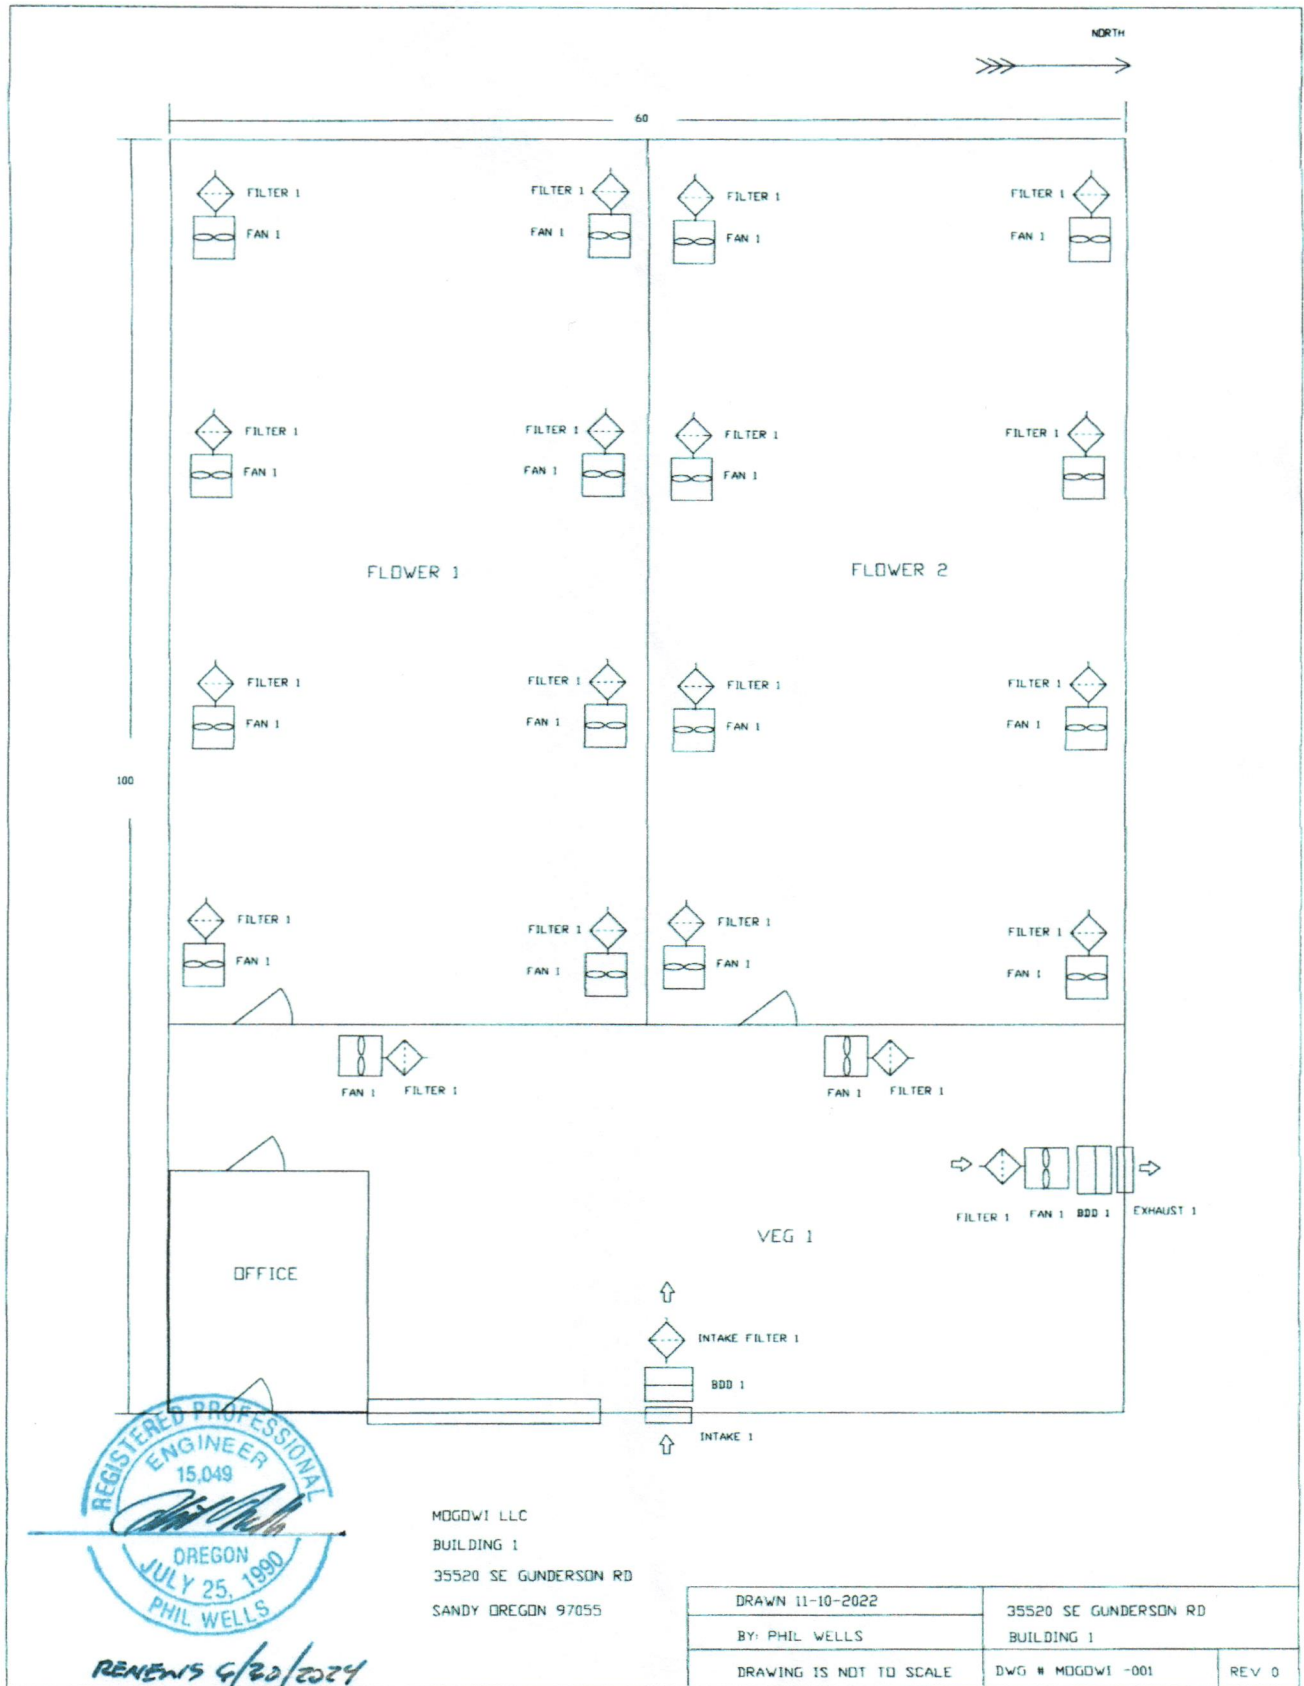 NORTH
60
FILTER 1
FILTER 1
FILTER 1
FILTER 1
FAN 1
FAN 1
FAN 1
FAN 1
FILTER 1
FILTER 1
FILTER 1
FILTER 1
FAN 1
FAN 1
FAN 1
FLOWER 1
FLOWER 2
FILTER 1
FILTER 1
FILTER 1
FILTER 1
FAN 1
FAN 1
FAN 1
FAN 1
100
FILTER 1
FILTER 1
FILTER 1
FILTER 1
FAN 1
FAN 1
FAN 1
FAN 1
FAN 1
FILTER 1
FAN 1
FILTER 1
FILTER 1
FAN 1
BDD 1
EXHAUST 1
VEG 1
OFFICE
INTAKE FILTER 1
BDD 1
INTAKE 1
REGISTERED PROFESSIONAL
ENGINEER
15,049
OREGON
JULY 25, 1990
PHIL WELLS
MOGOWI LLC
BUILDING 1
35520 SE GUNDERSON RD
SANDY OREGON 97055
DRAWN 11-10-2022
BY: PHIL WELLS
DRAWING IS NOT TO SCALE
35520 SE GUNDERSON RD
BUILDING 1
DWG # MOGOWI -001
REV 0
RENEWS 6/30/2024